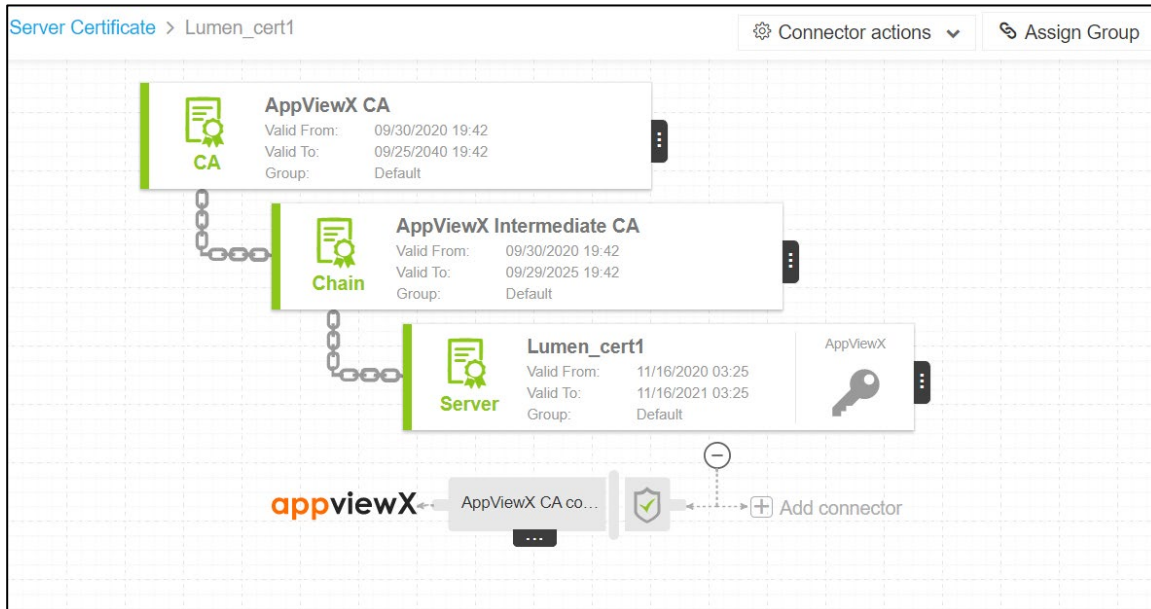 Server Certificate > Lumen_cert1
Connector actions
Assign Group
AppViewX CA
Valid From: 09/30/2020 19:42
Valid To: 09/25/2040 19:42
Group: Default
CA
AppViewX Intermediate CA
Valid From: 09/30/2020 19:42
Valid To: 09/29/2025 19:42
Group: Default
Chain
Lumen_cert1
Valid From: 11/16/2020 03:25
Valid To: 11/16/2021 03:25
Group: Default
Server
AppViewX
appviewX
AppViewX CA co...
Add connector